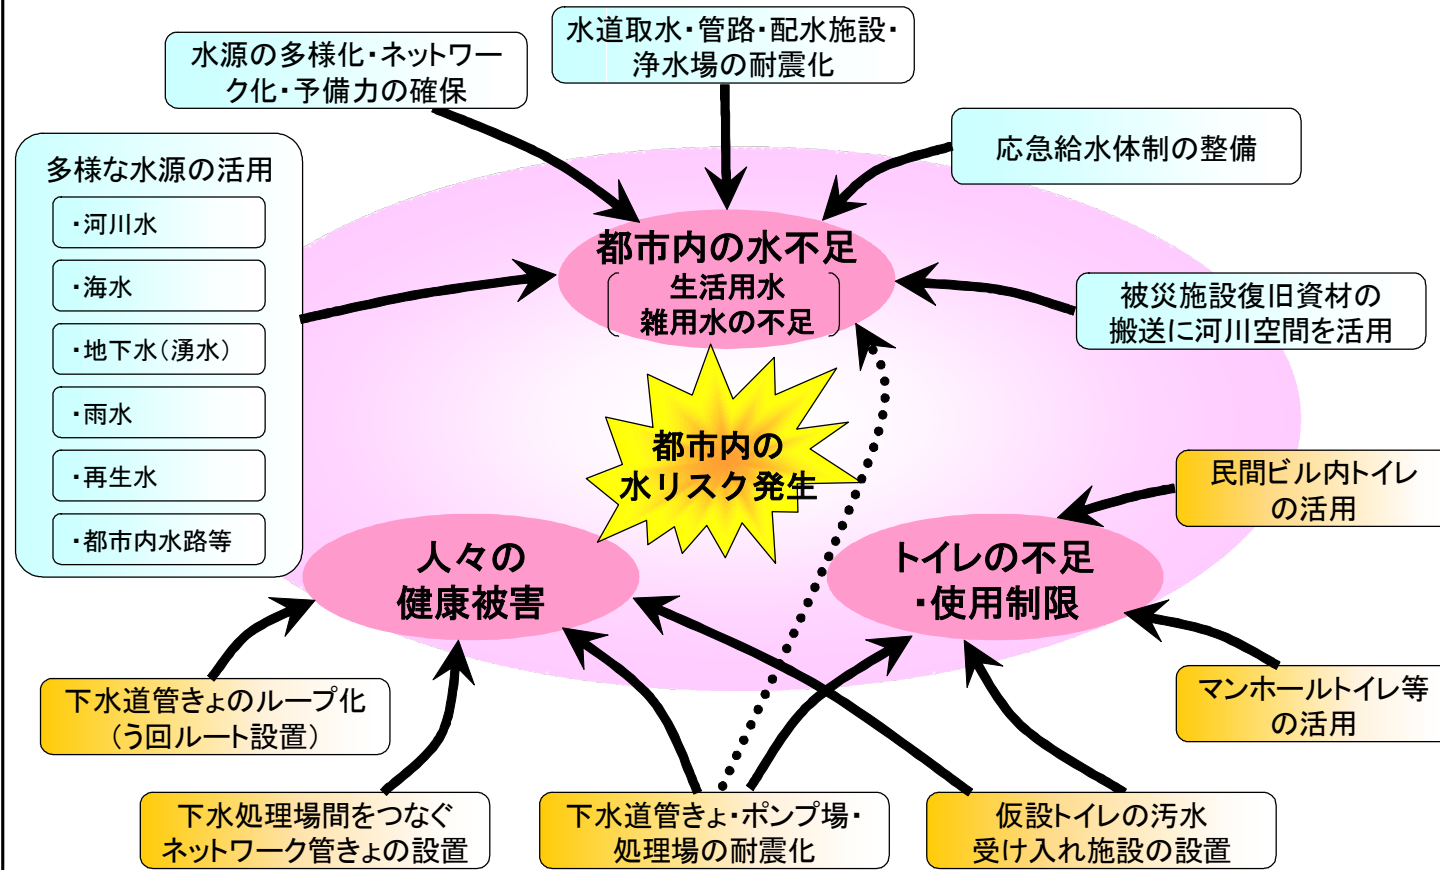 水道取水・管路・配水施設・
浄水場の耐震化
水源の多様化・ネットワー
ク化・予備力の確保
応急給水体制の整備
多様な水源の活用
・河川水
・海水
・地下水（湧水）
・雨水
・再生水
・都市内水路等
都市内の水不足
生活用水
雑用水の不足
被災施設復旧資材の
搬送に河川空間を活用
都市内の
水リスク発生
民間ビル内トイレ
の活用
人々の
健康被害
トイレの不足
・使用制限
下水道管きょのループ化
（う回ルート設置）
マンホールトイレ等
の活用
下水処理場間をつなぐ
ネットワーク管きょの設置
下水道管きょ・ポンプ場・
処理場の耐震化
仮設トイレの汚水
受け入れ施設の設置